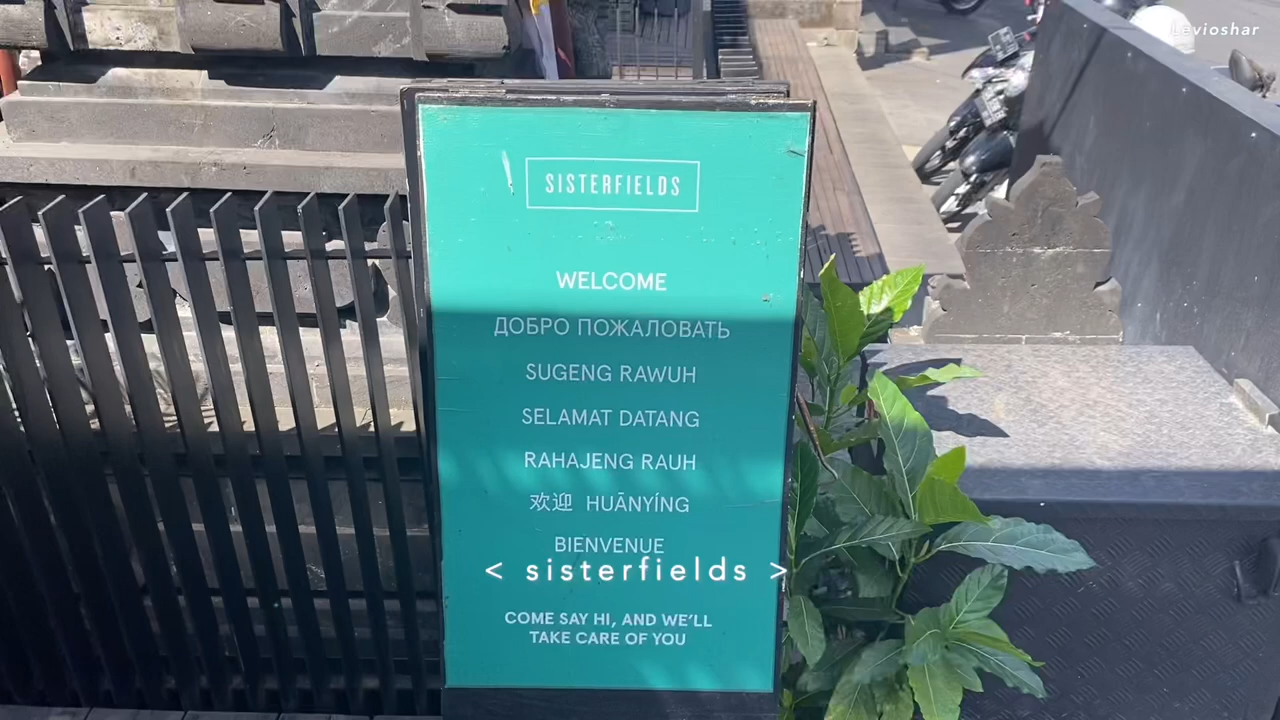 Levioshar
SISTERFIELDS
WELCOME
ДОБРО ПОЖАЛОВАТЬ
SUGENG RAWUH
SELAMAT DATANG
RAHAJENG RAUH
欢迎 HUĀNYÍNG
BIENVENUE
< sisterfields >
COME SAY HI, AND WE'LL
TAKE CARE OF YOU